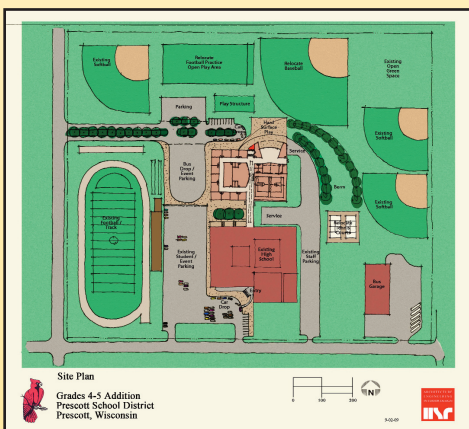 Existing
Softball
Relocate
Football Practice
Open Play Area
Relocate
Baseball
Existing
Open
Green
Space
Parking
Play Structure
Hard
Surface
Play
Existing
Softball
Service
Bus
Drop /
Event
Parking
Berm
Existing
Football /
Track
Existing
Softball
Service
Existing
Student /
Event
Parking
Existing
High
School
Existing
Staff
Parking
Bus
Garage
Entry
Car
Drop
Site Plan
Grades 4-5 Addition
Prescott School District
Prescott, Wisconsin
0
100
200
N
9-02-09